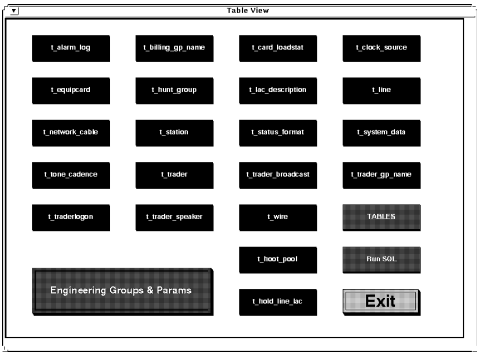 Table View
t_alarm_log
t_billing_gp_name
t_card_loadstat
t_clock_source
t_equipcard
t_hunt_group
t_lac_description
t_line
t_network_cable
t_station
t_status_format
t_system_data
t_tone_cadence
t_trader
t_trader_broadcast
t_trader_gp_name
t_traderlogon
t_trader_speaker
t_wire
TABLES
t_hoot_pool
Run SQL
Engineering Groups & Params
t_hold_line_lac
Exit